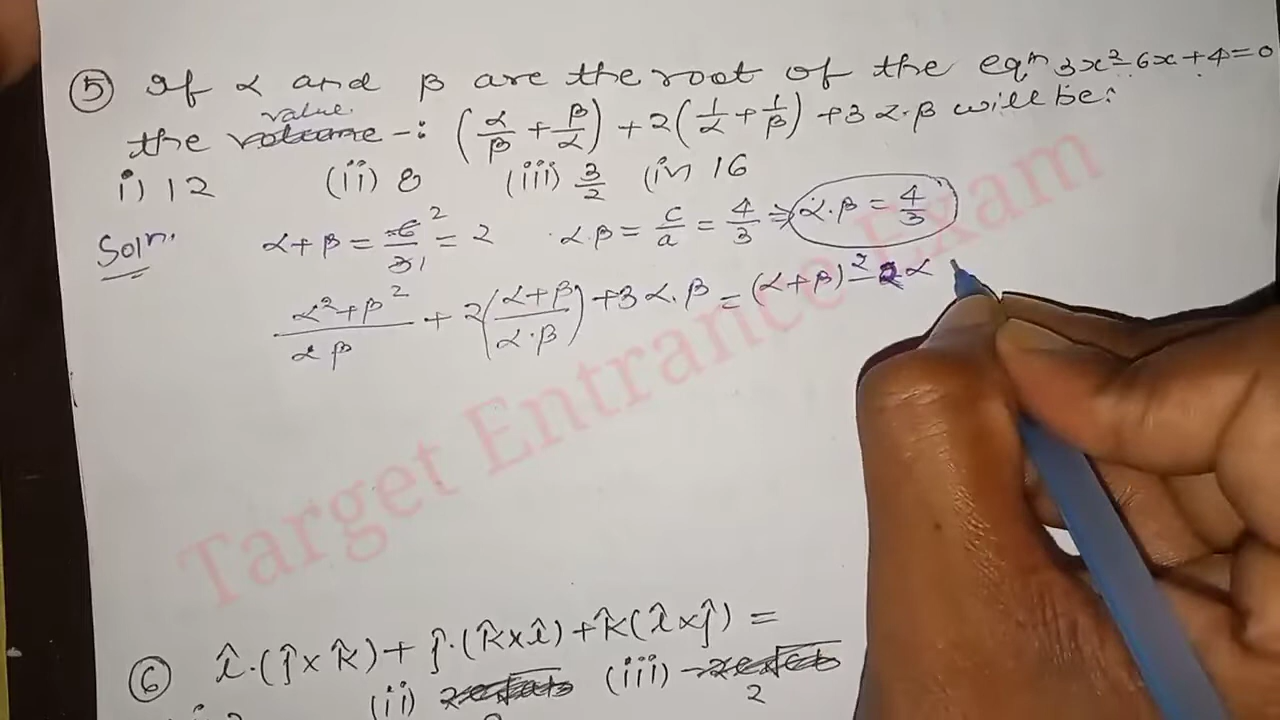 ⑤ If α and β are the root of the eqⁿ 3x²-6x+4=0
value
the -: (α/β + β/α) + 2(1/α + 1/β) +3α.β will be:
i) 12 (ii) 8 (iii) 3/2 (iv) 16
Solⁿ. α+β = 6/3 = 2 α.β = c/a = 4/3 ⇒ α.β = 4/3
2 1
(α²+β²)/(αβ) + 2((α+β)/(α.β)) +3α.β = (α+β)²-2α
Target Entrance Exam
⑥ î.(ĵ×k̂)+ĵ.(k̂×î)+k̂(î×ĵ) =
(ii) (iii)
2